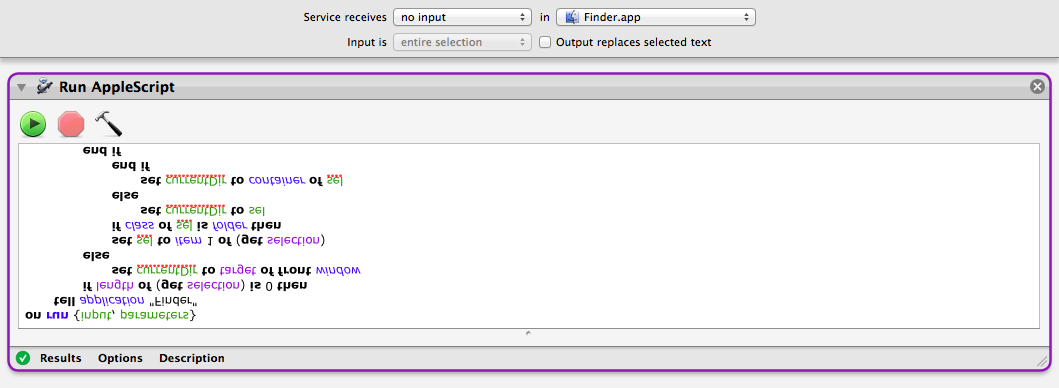 Service receives no input in Finder.app
Input is entire selection Output replaces selected text
Run AppleScript
on run {input, parameters}
tell application "Finder"
if length of (get selection) is 0 then
set currentDir to target of front window
else
set sel to item 1 of (get selection)
if class of sel is folder then
set currentDir to sel
else
set currentDir to container of sel
end if
end if
Results Options Description